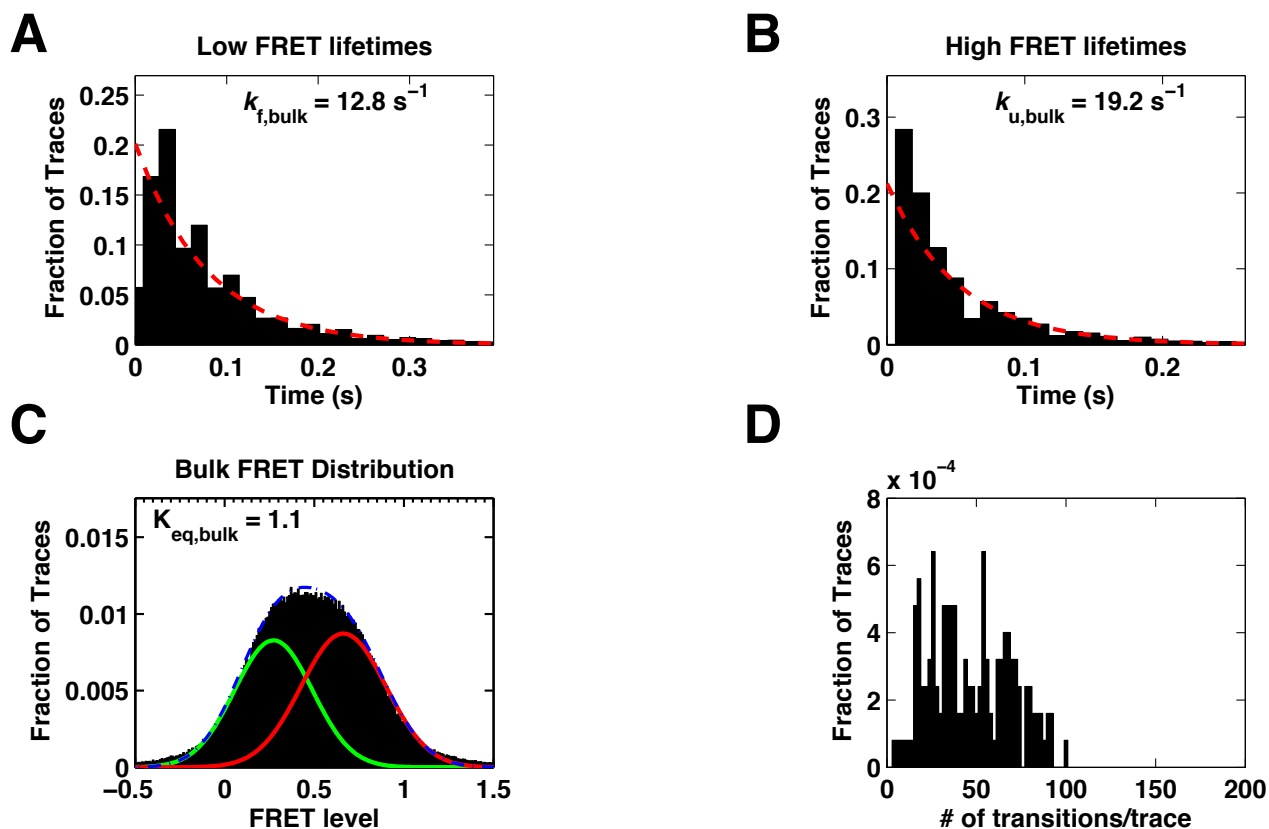 A
Low FRET lifetimes
k f,bulk = 12.8 s−1
Fraction of Traces
0.25
0.2
0.15
0.1
0.05
0
0 0.1 0.2 0.3
Time (s)
B
High FRET lifetimes
k u,bulk = 19.2 s−1
Fraction of Traces
0.3
0.2
0.1
0
0 0.1 0.2
Time (s)
C
Bulk FRET Distribution
K eq,bulk = 1.1
Fraction of Traces
0.015
0.01
0.005
0
−0.5 0 0.5 1 1.5
FRET level
D
x 10−4
Fraction of Traces
8
6
4
2
0
0 50 100 150 200
# of transitions/trace